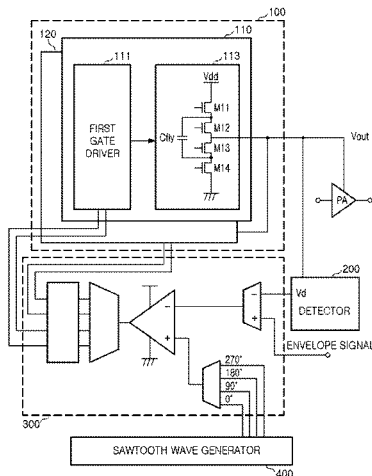 100
110
120
111
113
Vdd
M11
FIRST
GATE
DRIVER
Cfly
M12
M13
M14
Vout
PA
200
Vd
DETECTOR
ENVELOPE SIGNAL
-
+
-
+
270°
180°
90°
0°
300
SAWTOOTH WAVE GENERATOR
400